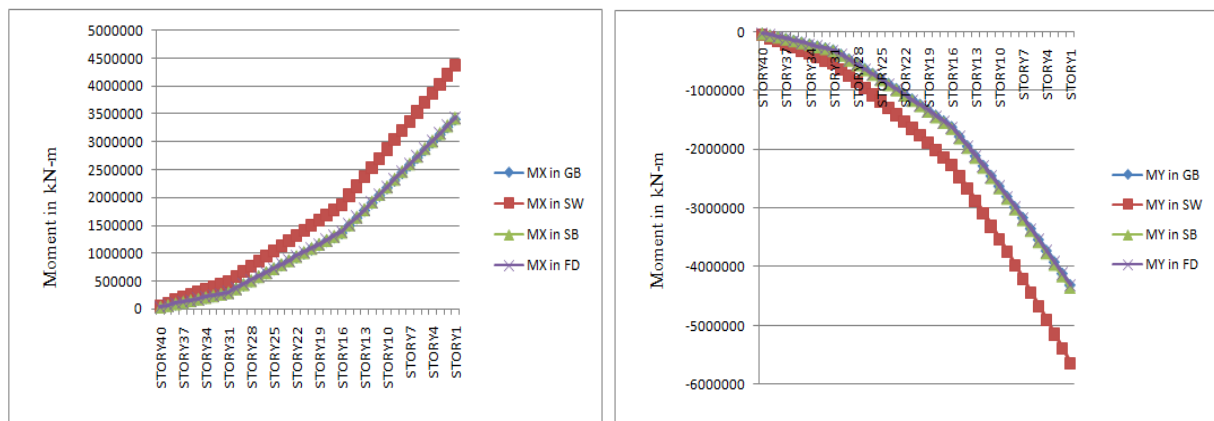 Moment in kN-m
5000000
4500000
4000000
3500000
3000000
2500000
2000000
1500000
1000000
500000
0
STORY40
STORY37
STORY34
STORY31
STORY28
STORY25
STORY22
STORY19
STORY16
STORY13
STORY10
STORY7
STORY4
STORY1
MX in GB
MX in SW
MX in SB
MX in FD
Moment in kN-m
0
-1000000
-2000000
-3000000
-4000000
-5000000
-6000000
STORY40
STORY37
STORY34
STORY31
STORY28
STORY25
STORY22
STORY19
STORY16
STORY13
STORY10
STORY7
STORY4
STORY1
MY in GB
MY in SW
MY in SB
MY in FD